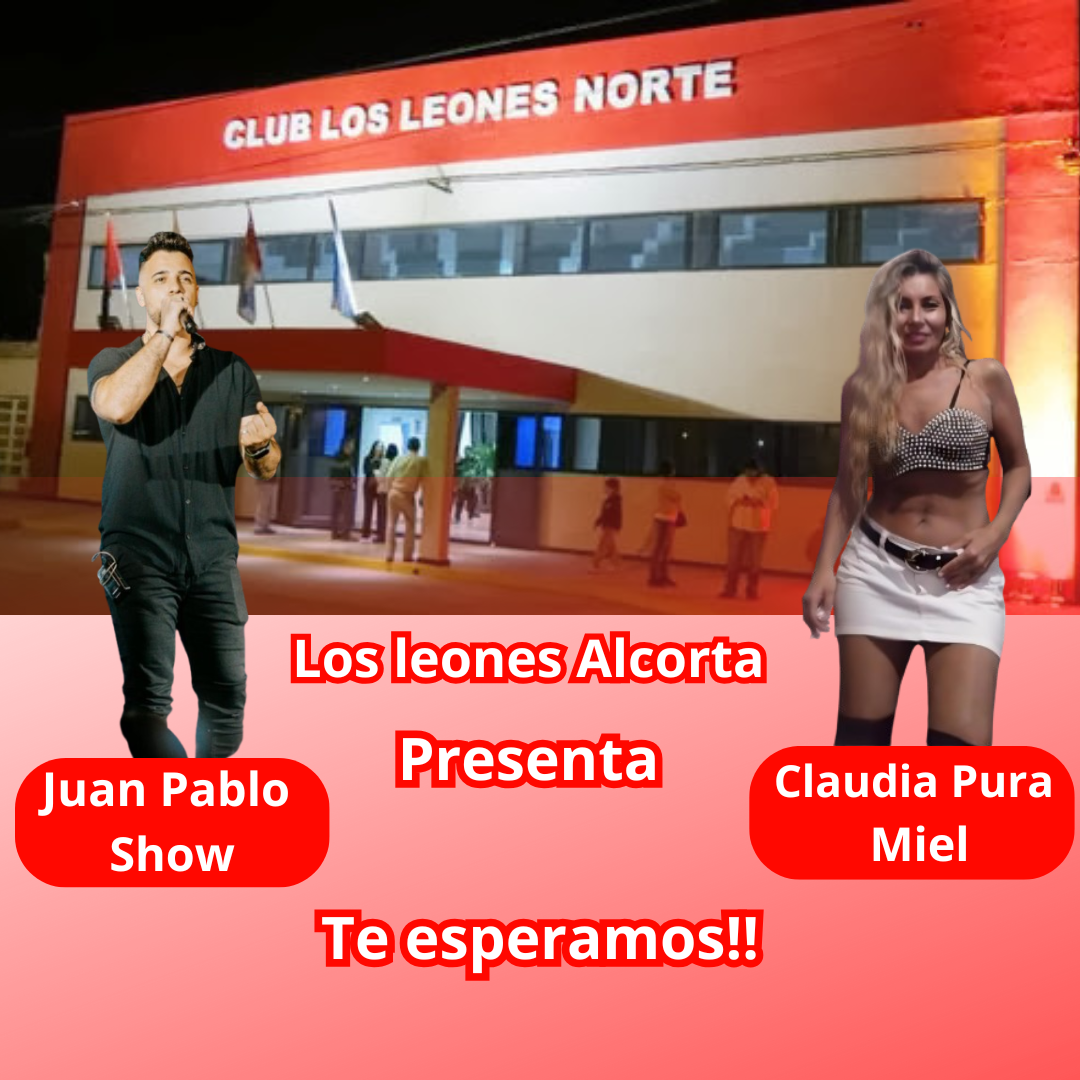 CLUB LOS LEONES NORTE
Los leones Alcorta
Presenta
Juan Pablo
Show
Claudia Pura
Miel
Te esperamos!!